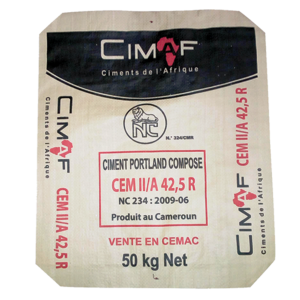 CIMAF
Ciments de l'Afrique
NC
N.° 324/CMR
CIMENT PORTLAND COMPOSE
CEM II/A 42,5 R
NC 234 : 2009-06
Produit au Cameroun
VENTE EN CEMAC
50 kg Net
CIMAF
Ciments de l'Afrique
CEM II/A 42,5 R
CIMAF
Ciments de l'Afrique
CEM II/A 42,5 R